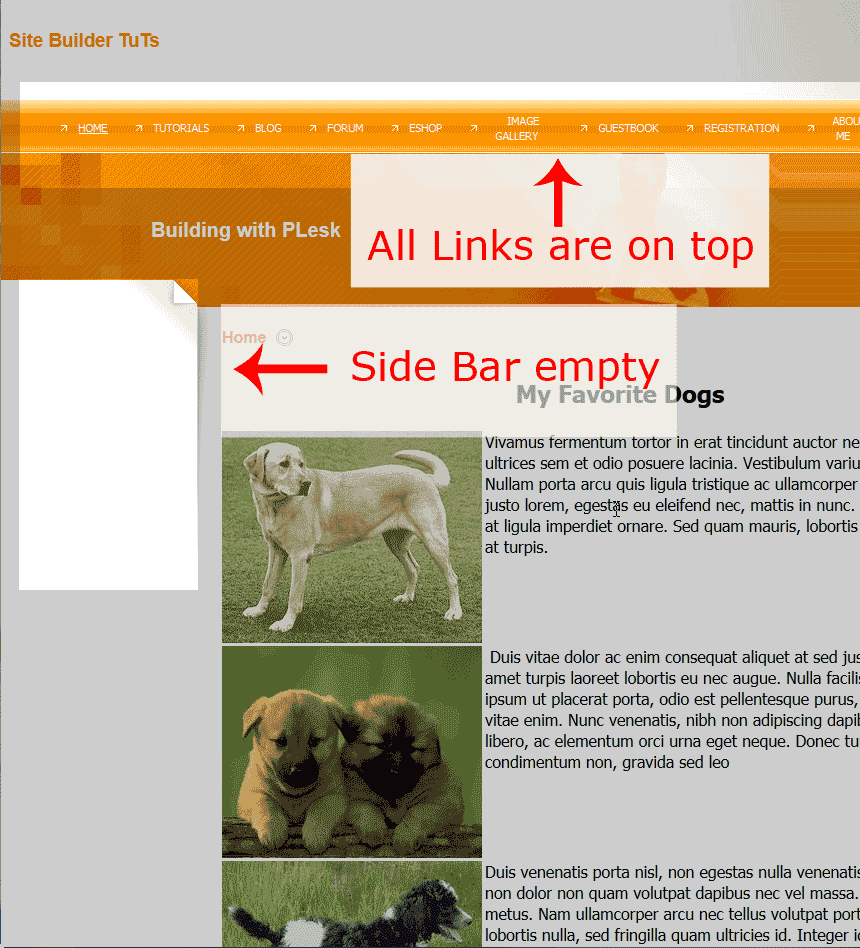 Site Builder TuTs
HOME TUTORIALS BLOG FORUM ESHOP IMAGE GALLERY GUESTBOOK REGISTRATION ABOU
ME
Building with PLesk
All Links are on top
Home
Side Bar empty
My Favorite Dogs
Vivamus fermentum tortor in erat tincidunt auctor ne
ultrices sem et odio posuere lacinia. Vestibulum variu
Nullam porta arcu quis ligula tristique ac ullamcorper
justo lorem, egestas eu eleifend nec, mattis in nunc.
at ligula imperdiet ornare. Sed quam mauris, lobortis
at turpis.
Duis vitae dolor ac enim consequat aliquet at sed jus
amet turpis laoreet lobortis eu nec augue. Nulla facilis
ipsum ut placerat porta, odio est pellentesque purus,
vitae enim. Nunc venenatis, nibh non adipiscing dapib
libero, ac elementum orci urna eget neque. Donec tu
condimentum non, gravida sed leo
Duis venenatis porta nisl, non egestas nulla venenatis
non dolor non quam volutpat dapibus nec vel massa.
metus. Nam ullamcorper arcu nec tellus volutpat port
lobortis nulla, sed fringilla quam ultricies id. Integer id